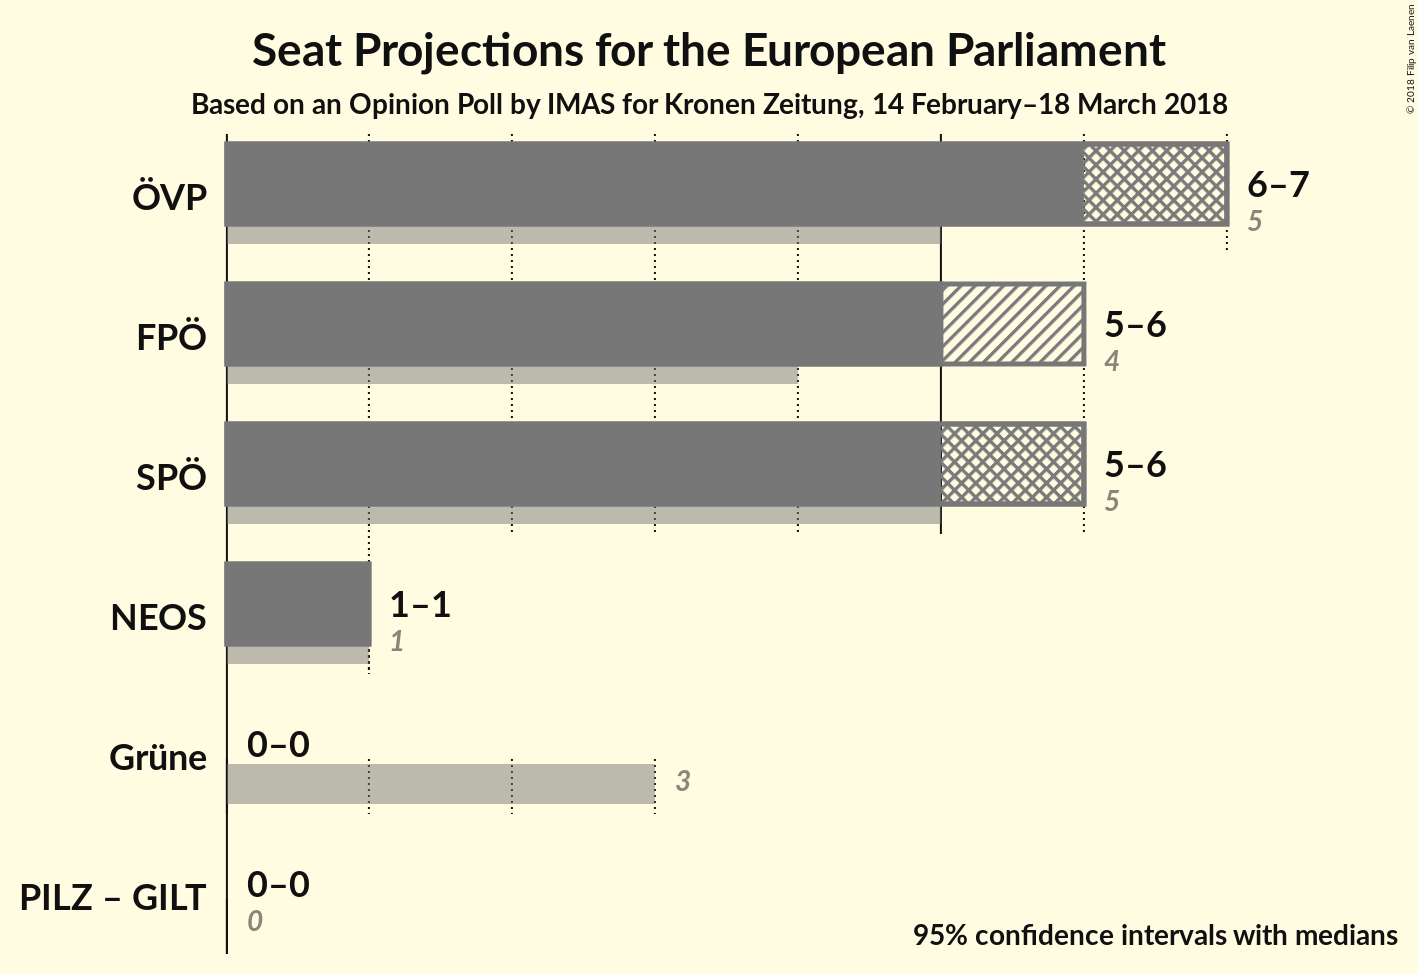 Seat Projections for the European Parliament
Based on an Opinion Poll by IMAS for Kronen Zeitung, 14 February–18 March 2018
© 2018 Filip van Laenen
ÖVP
6–7
5
FPÖ
5–6
4
SPÖ
5–6
5
NEOS
1–1
1
Grüne
0–0
3
PILZ – GILT
0–0
0
95% confidence intervals with medians